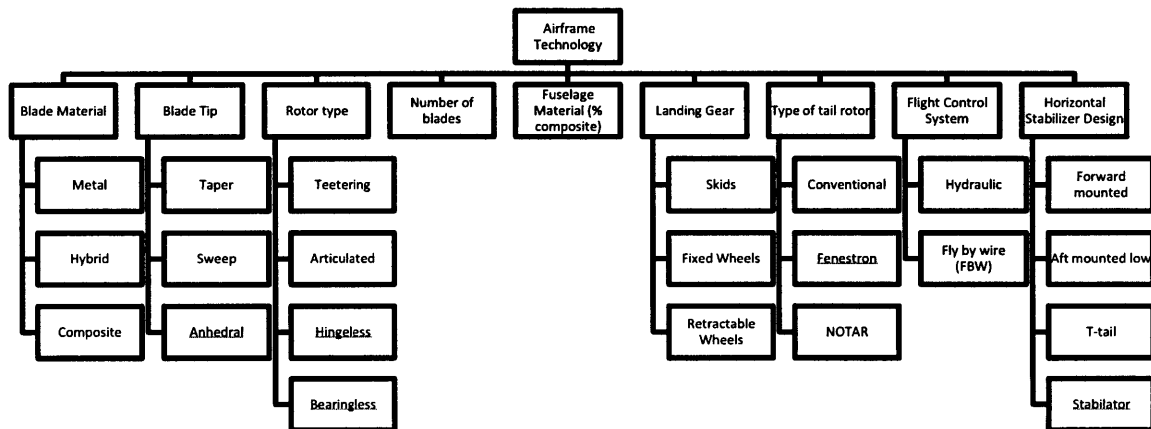 Airframe
Technology
Blade Material
Blade Tip
Rotor type
Number of
blades
Fuselage
Material (%
composite)
Landing Gear
Type of tail rotor
Flight Control
System
Horizontal
Stabilizer Design
Metal
Taper
Teetering
Skids
Conventional
Hydraulic
Forward
mounted
Hybrid
Sweep
Articulated
Fixed Wheels
Fenestron
Fly by wire
(FBW)
Aft mounted low
Composite
Anhedral
Hingeless
Retractable
Wheels
NOTAR
T-tail
Bearingless
Stabilator